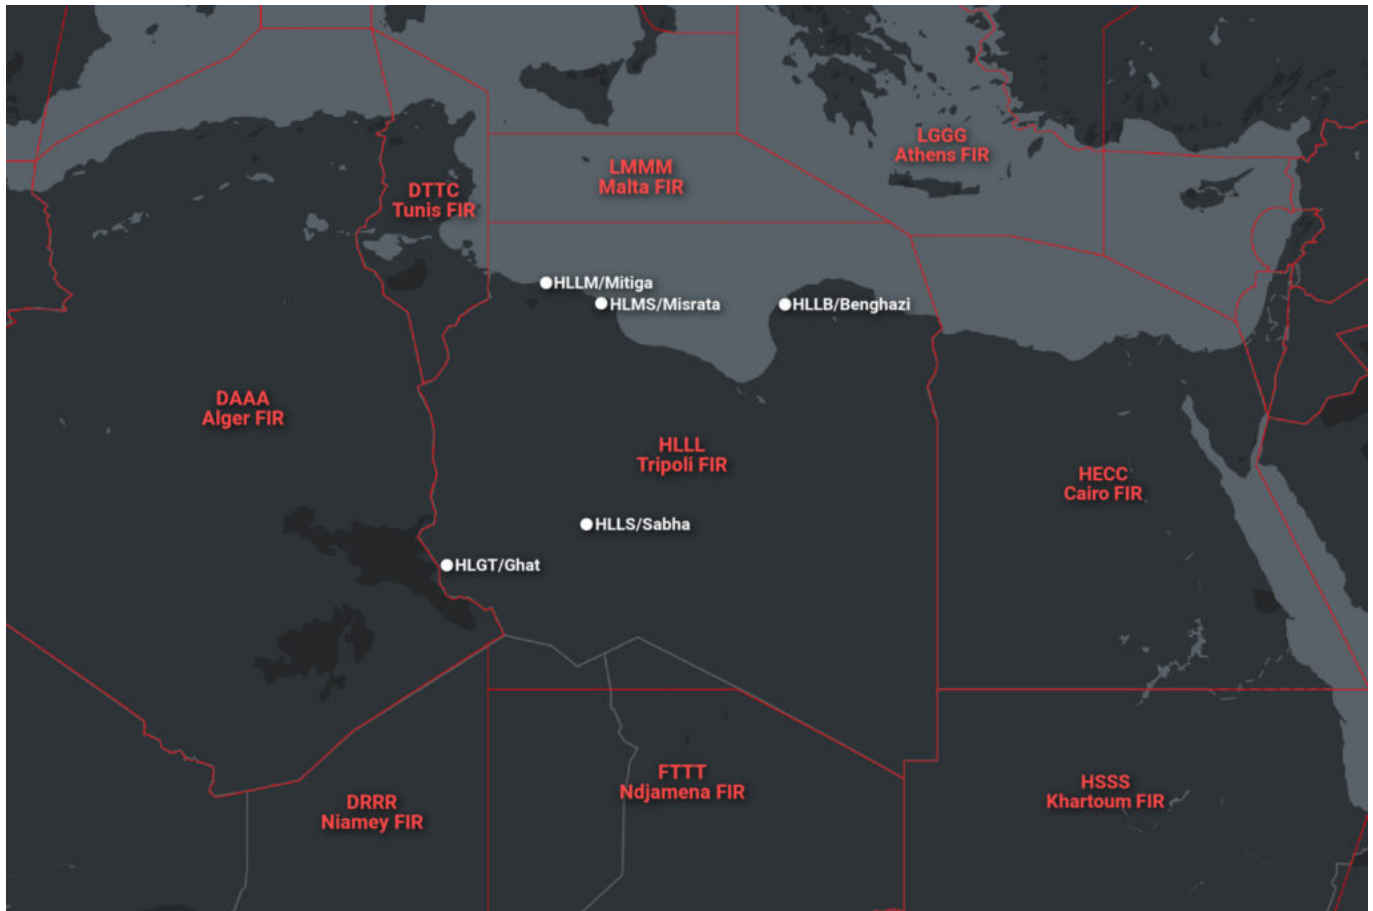 LGGG
Athens FIR
LMMM
Malta FIR
DTTC
Tunis FIR
HLLM/Mitiga
HLMS/Misrata
HLLB/Benghazi
DAAA
Alger FIR
HLLL
Tripoli FIR
HECC
Cairo FIR
HLLS/Sabha
HLGT/Ghat
FTTT
Ndjamena FIR
HSSS
Khartoum FIR
DRRR
Niamey FIR